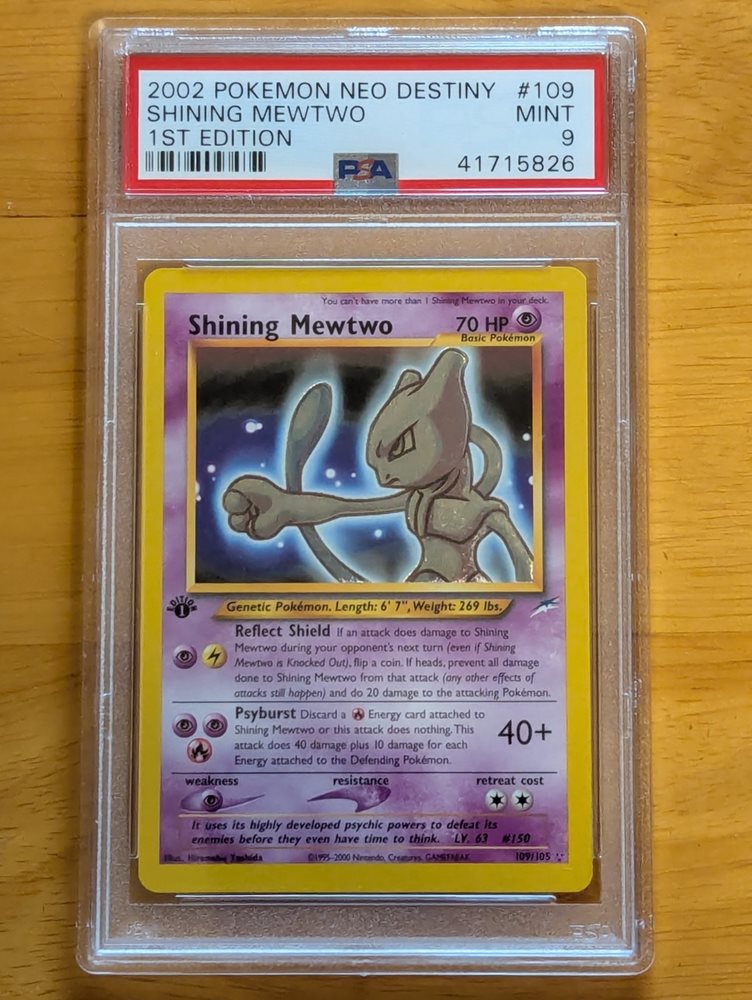 2002 POKEMON NEO DESTINY #109
SHINING MEWTWO MINT
1ST EDITION 9
PSA 41715826
You can't have more than 1 Shining Mewtwo in your deck.
Shining Mewtwo 70 HP
Basic Pokémon
EDITION 1
Genetic Pokémon. Length: 6' 7", Weight: 269 lbs.
Reflect Shield If an attack does damage to Shining
Mewtwo during your opponent's next turn (even if Shining
Mewtwo is Knocked Out), flip a coin. If heads, prevent all damage
done to Shining Mewtwo from that attack (any other effects of
attacks still happen) and do 20 damage to the attacking Pokémon.
Psyburst Discard a Energy card attached to
Shining Mewtwo or this attack does nothing. This
attack does 40 damage plus 10 damage for each
Energy attached to the Defending Pokémon.
40+
weakness resistance retreat cost
It uses its highly developed psychic powers to defeat its
enemies before they even have time to think. LV. 63 #150
Illus. Hironobu Yoshida ©1995-2000 Nintendo, Creatures, GAMEFREAK 109/105
PSA